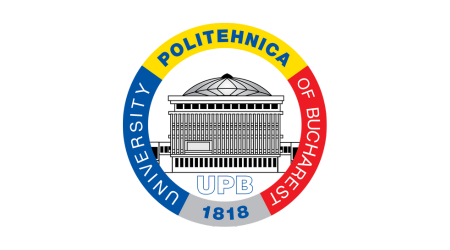 UNIVERSITY
POLITEHNICA
OF BUCHAREST
UPB
1818